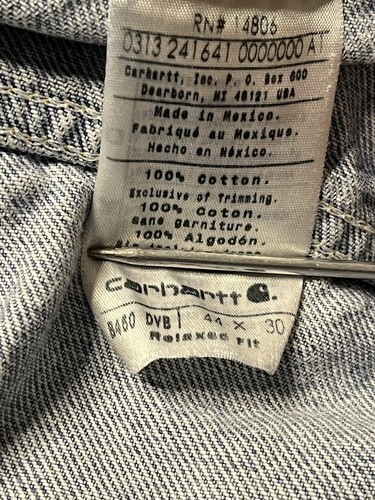 RN# 14806
0313 241641 0000000 A
Carhartt, Inc. P. O. Box 600
Dearborn, MI 48121 USA
Made in Mexico.
Fabriqué au Mexique.
Hecho en México.
100% Cotton.
Exclusive of trimming.
100% Coton.
sans garniture.
100% Algodón.
carhartt
B460 DVB 44 X 30
Relaxed Fit